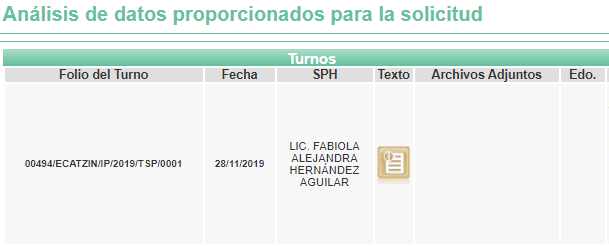 Análisis de datos proporcionados para la solicitud
Turnos
Folio del Turno Fecha SPH Texto Archivos Adjuntos Edo.
00494/ECATZIN/IP/2019/TSP/0001 28/11/2019 LIC. FABIOLA
ALEJANDRA
HERNÁNDEZ
AGUILAR